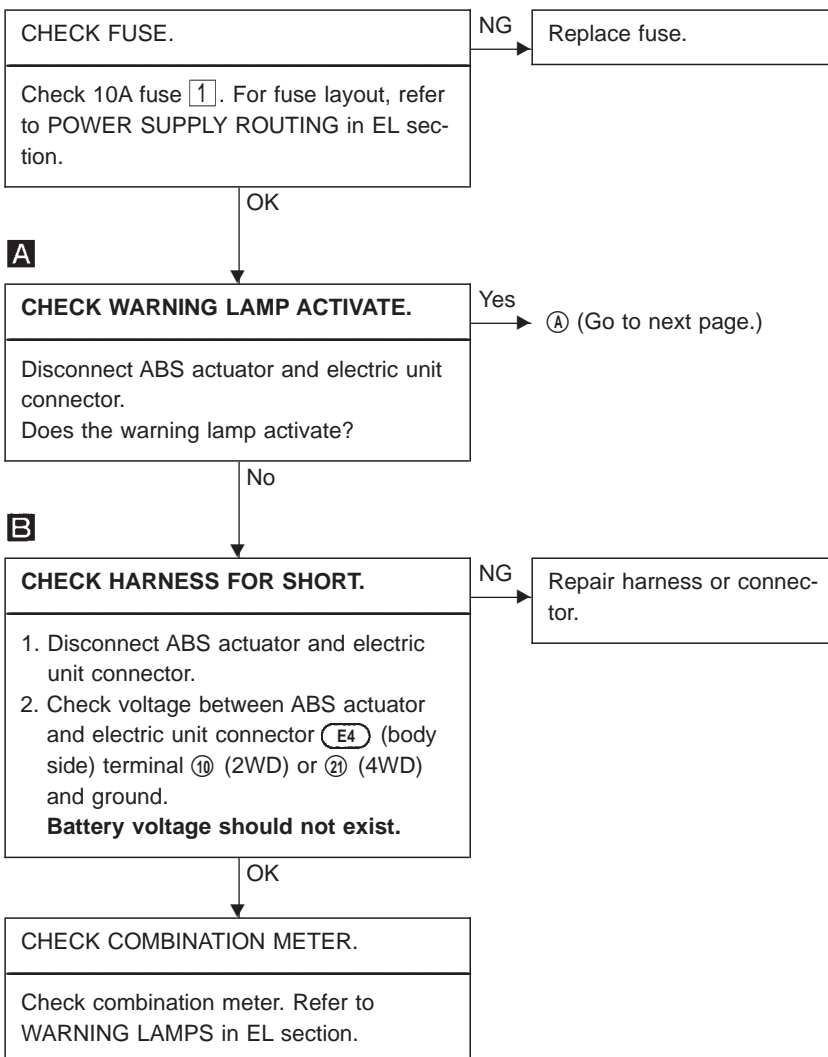 CHECK FUSE.
NG
Replace fuse.
Check 10A fuse 1 . For fuse layout, refer
to POWER SUPPLY ROUTING in EL sec-
tion.
OK
A
CHECK WARNING LAMP ACTIVATE.
Yes
Ⓐ (Go to next page.)
Disconnect ABS actuator and electric unit
connector.
Does the warning lamp activate?
No
B
CHECK HARNESS FOR SHORT.
NG
Repair harness or connec-
tor.
1. Disconnect ABS actuator and electric
unit connector.
2. Check voltage between ABS actuator
and electric unit connector E4 (body
side) terminal ⑩ (2WD) or ㉑ (4WD)
and ground.
Battery voltage should not exist.
OK
CHECK COMBINATION METER.
Check combination meter. Refer to
WARNING LAMPS in EL section.